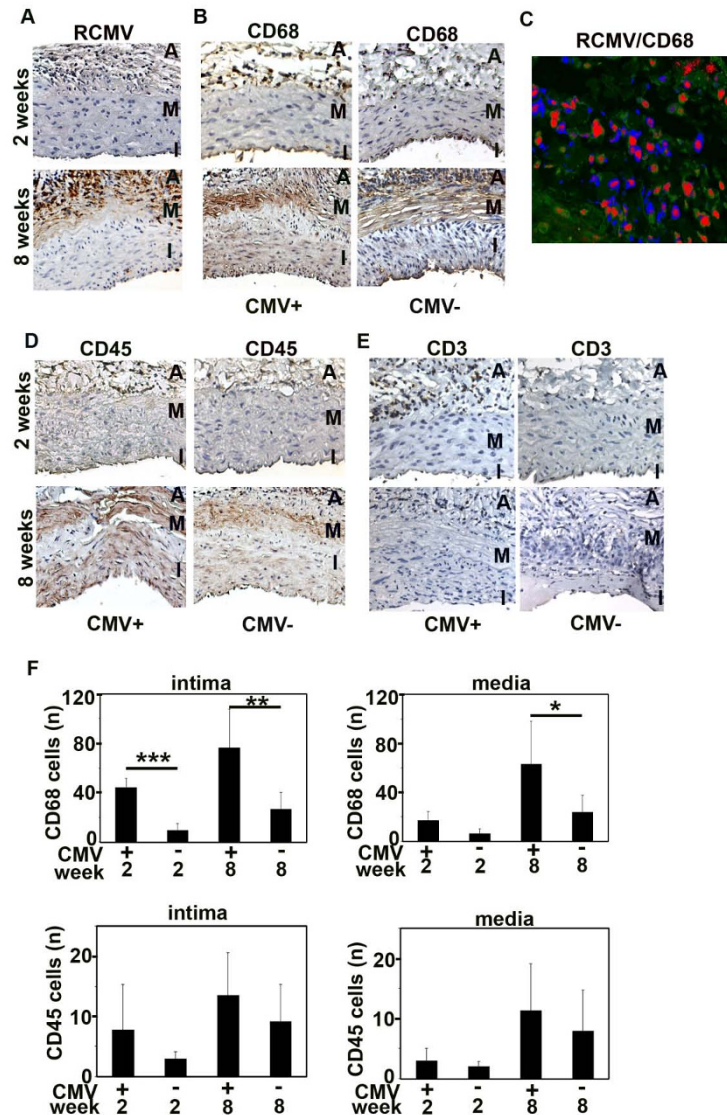 A
RCMV
2 weeks
A
M
I
8 weeks
A
M
I
B
CD68
CD68
A
M
I
A
M
I
A
M
I
A
M
I
CMV+
CMV-
C
RCMV/CD68
D
CD45
CD45
2 weeks
A
M
I
A
M
I
8 weeks
A
M
I
A
M
I
CMV+
CMV-
E
CD3
CD3
A
M
I
A
M
I
A
M
I
A
M
I
CMV+
CMV-
F
intima
CD68 cells (n)
120
80
40
0
***
**
CMV + - + -
week 2 2 8 8
media
CD68 cells (n)
120
80
40
0
*
CMV + - + -
week 2 2 8 8
intima
CD45 cells (n)
20
10
0
CMV + - + -
week 2 2 8 8
media
CD45 cells (n)
20
10
0
CMV + - + -
week 2 2 8 8